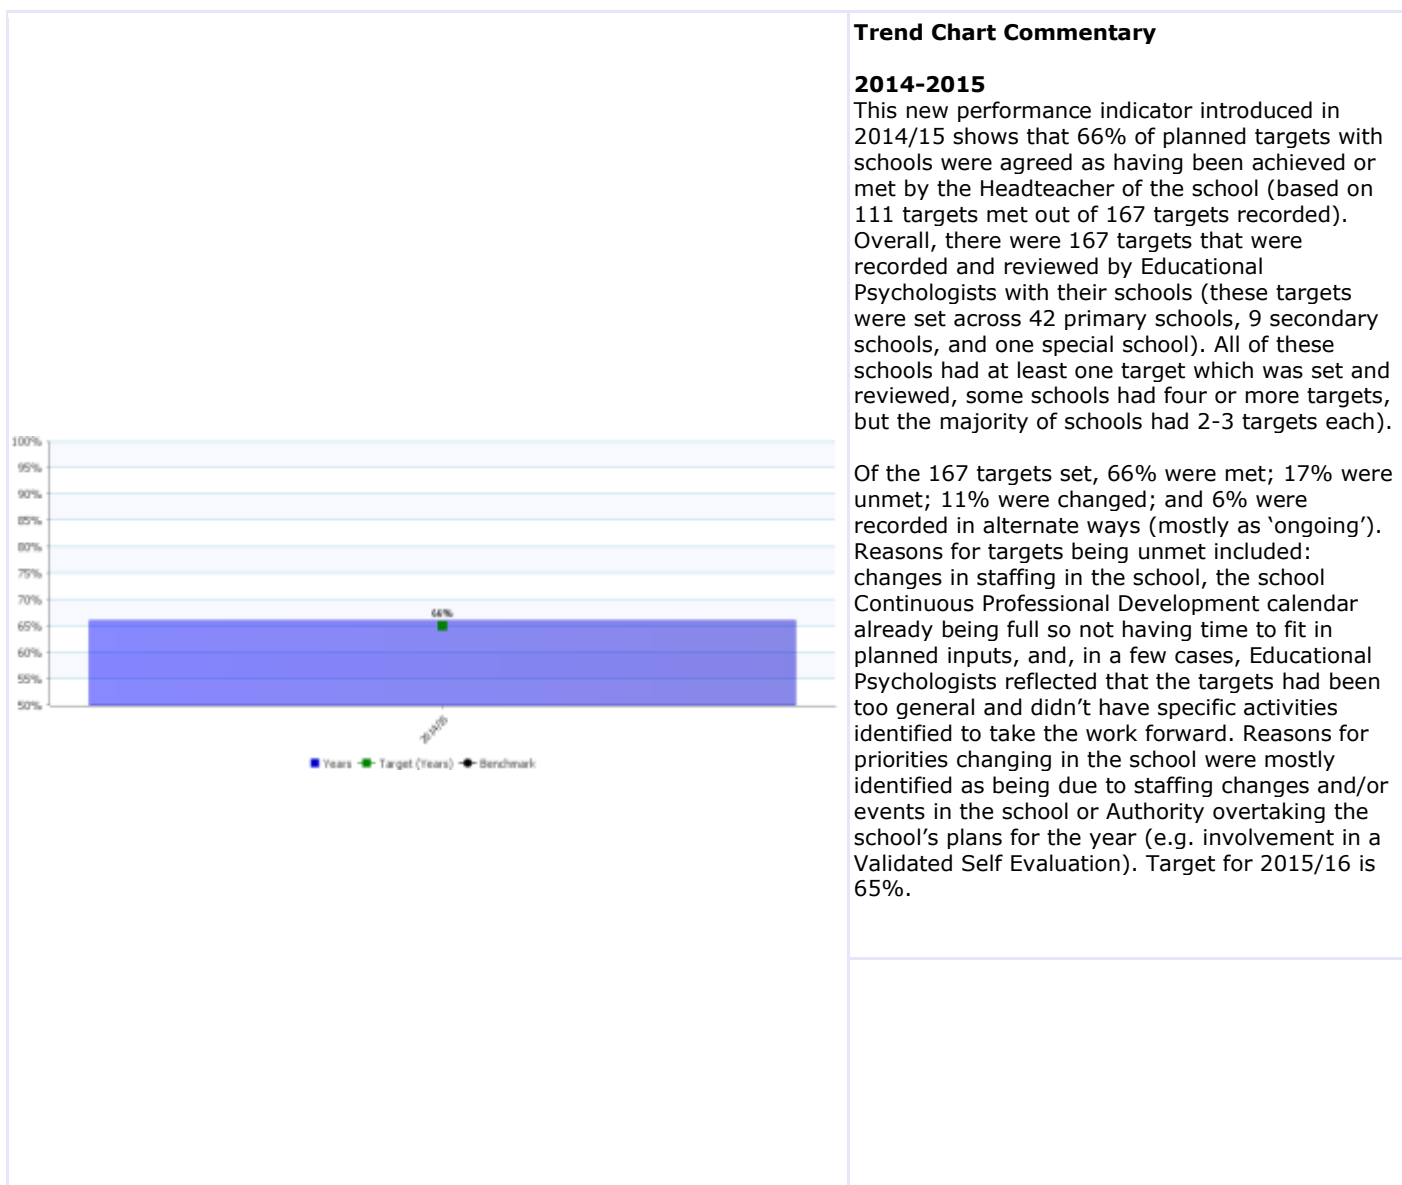 Trend Chart Commentary
2014-2015
This new performance indicator introduced in
2014/15 shows that 66% of planned targets with
schools were agreed as having been achieved or
met by the Headteacher of the school (based on
111 targets met out of 167 targets recorded).
Overall, there were 167 targets that were
recorded and reviewed by Educational
Psychologists with their schools (these targets
were set across 42 primary schools, 9 secondary
schools, and one special school). All of these
schools had at least one target which was set and
reviewed, some schools had four or more targets,
but the majority of schools had 2-3 targets each).
Of the 167 targets set, 66% were met; 17% were
unmet; 11% were changed; and 6% were
recorded in alternate ways (mostly as ‘ongoing’).
Reasons for targets being unmet included:
changes in staffing in the school, the school
Continuous Professional Development calendar
already being full so not having time to fit in
planned inputs, and, in a few cases, Educational
Psychologists reflected that the targets had been
too general and didn’t have specific activities
identified to take the work forward. Reasons for
priorities changing in the school were mostly
identified as being due to staffing changes and/or
events in the school or Authority overtaking the
school’s plans for the year (e.g. involvement in a
Validated Self Evaluation). Target for 2015/16 is
65%.
100%
95%
90%
85%
80%
75%
70%
65%
60%
55%
50%
66%
2014/15
Years Target (Years) Benchmark